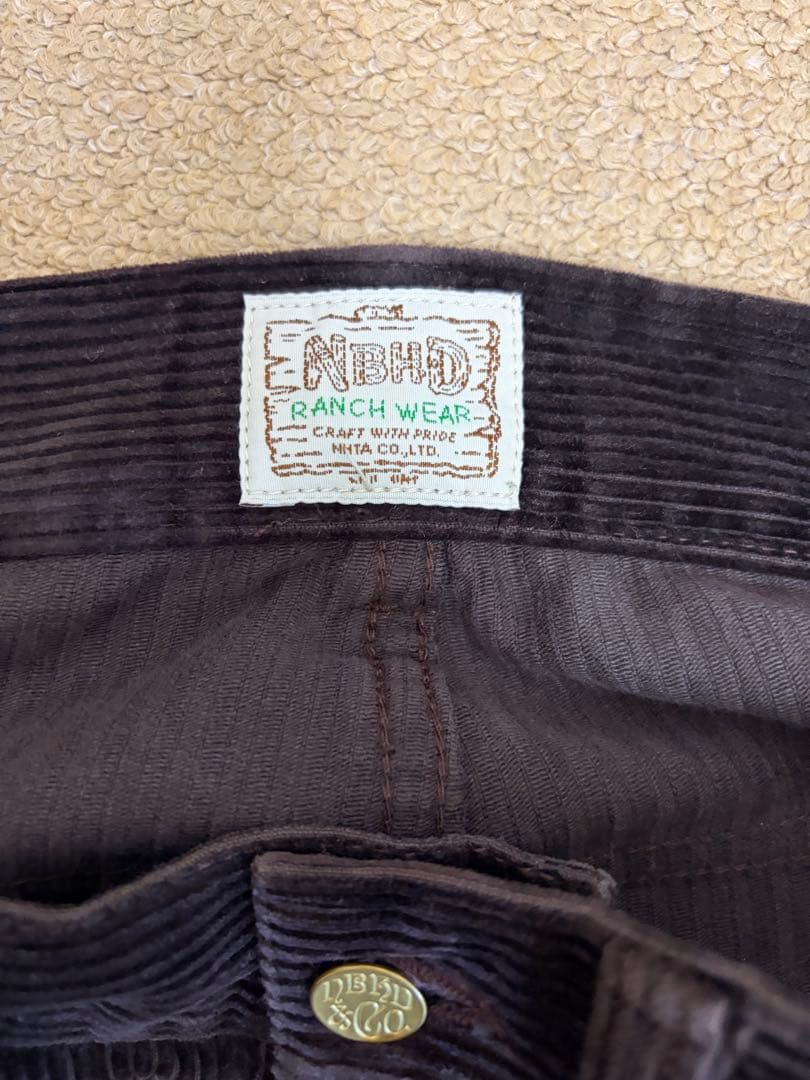 NBHD
RANCH WEAR
CRAFT WITH PRIDE
NHTA CO.,LTD.
NBHD
& CO.